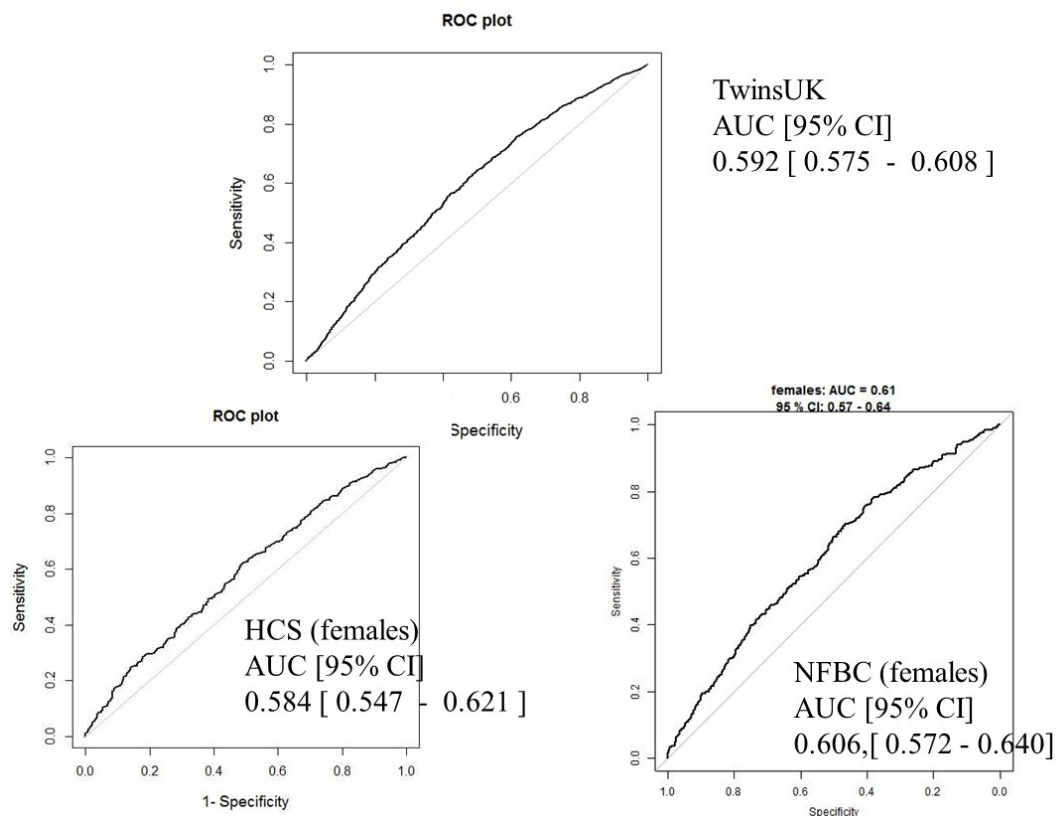 ROC plot
1.0
0.8
0.6
0.4
0.2
0.0
Sensitivity
0.6 0.8
Specificity
TwinsUK
AUC [95% CI]
0.592 [ 0.575 - 0.608 ]
ROC plot
1.0
0.8
0.6
0.4
0.2
0.0
Sensitivity
0.0 0.2 0.4 0.6 0.8 1.0
1- Specificity
HCS (females)
AUC [95% CI]
0.584 [ 0.547 - 0.621 ]
females: AUC = 0.61
95 % CI: 0.57 - 0.64
1.0
0.8
0.6
0.4
0.2
0.0
Sensitivity
1.0 0.8 0.6 0.4 0.2 0.0
Specificity
NFBC (females)
AUC [95% CI]
0.606,[ 0.572 - 0.640]